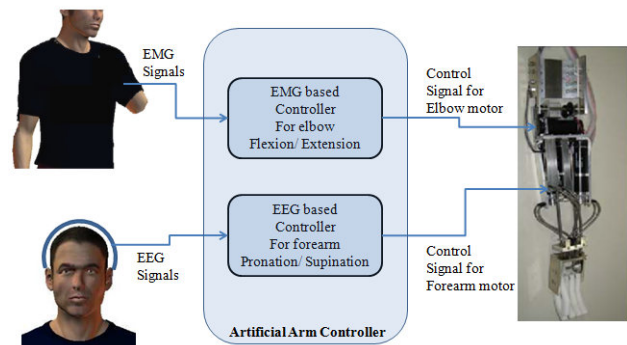 EMG
Signals
EMG based
Controller
For elbow
Flexion/ Extension
Control
Signal for
Elbow motor
EEG
Signals
EEG based
Controller
For forearm
Pronation/ Supination
Control
Signal for
Forearm motor
Artificial Arm Controller